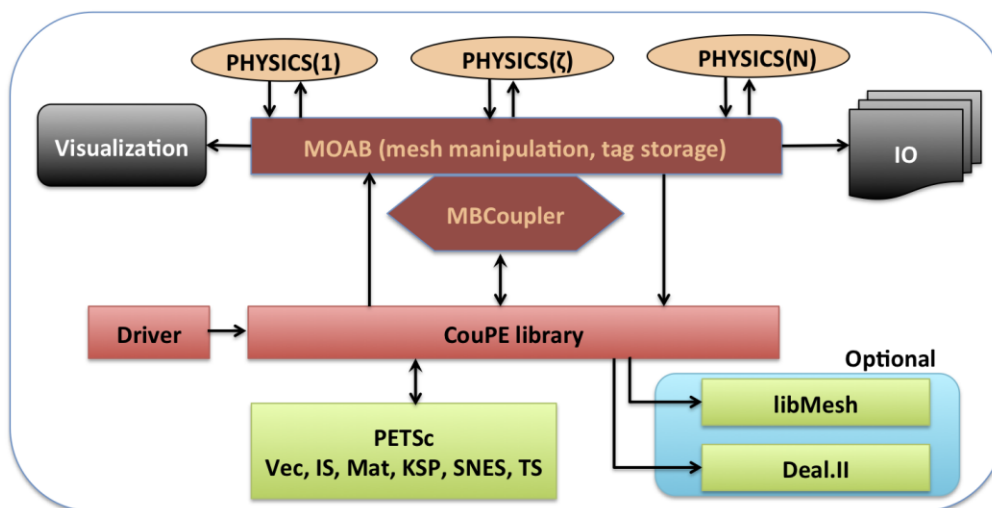 PHYSICS(1)
PHYSICS(ζ)
PHYSICS(N)
Visualization
MOAB (mesh manipulation, tag storage)
IO
MBCoupler
Driver
CouPE library
Optional
libMesh
PETSc
Vec, IS, Mat, KSP, SNES, TS
Deal.II